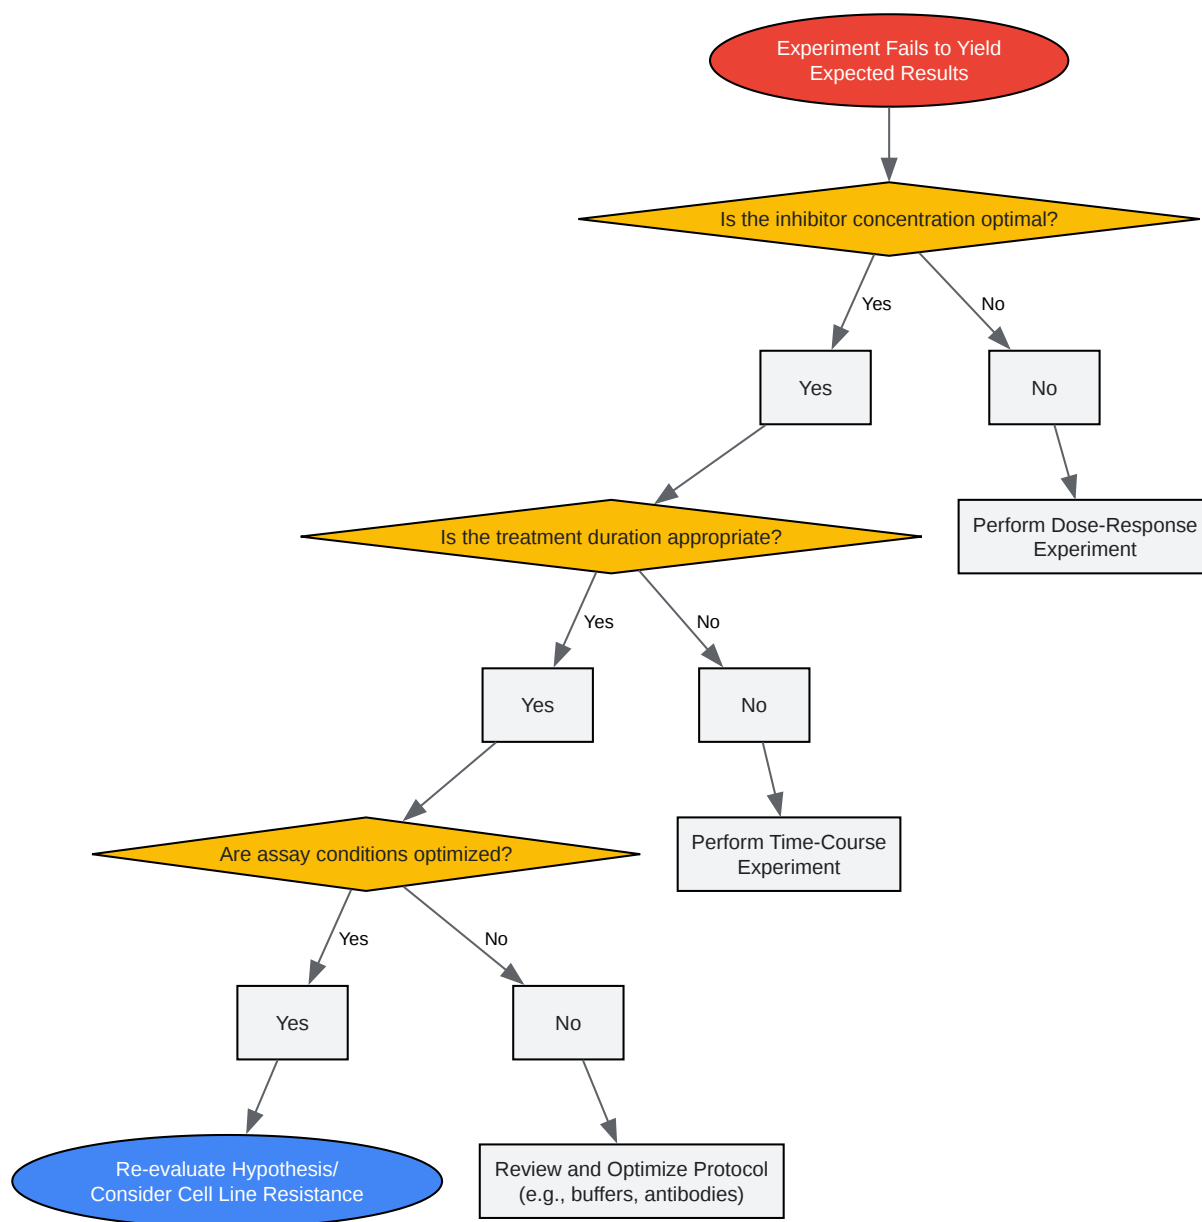 Experiment Fails to Yield
Expected Results
Is the inhibitor concentration optimal?
Yes
No
Yes
No
Perform Dose-Response
Experiment
Is the treatment duration appropriate?
Yes
No
Yes
No
Perform Time-Course
Experiment
Are assay conditions optimized?
Yes
No
Yes
No
Re-evaluate Hypothesis/
Consider Cell Line Resistance
Review and Optimize Protocol
(e.g., buffers, antibodies)